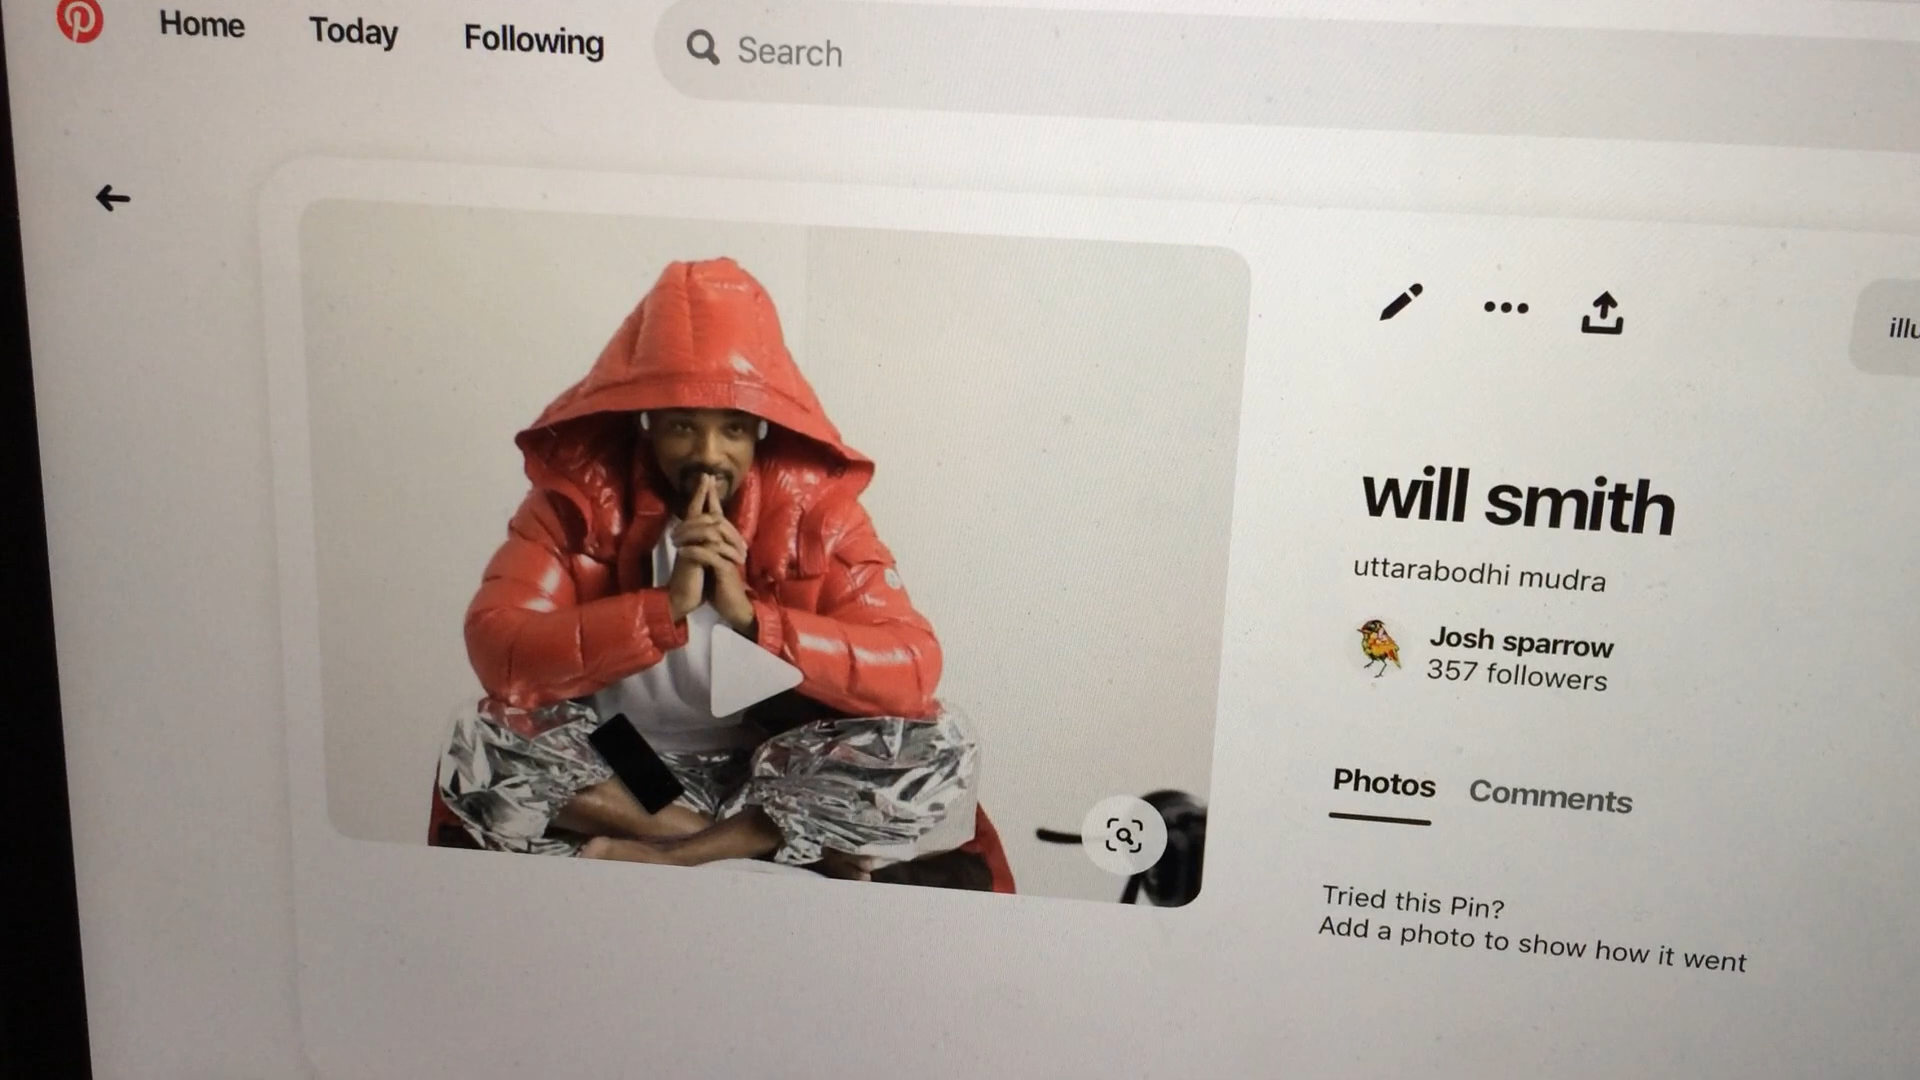 Home Today Following Search
illu
will smith
uttarabodhi mudra
Josh sparrow
357 followers
Photos Comments
Tried this Pin?
Add a photo to show how it went